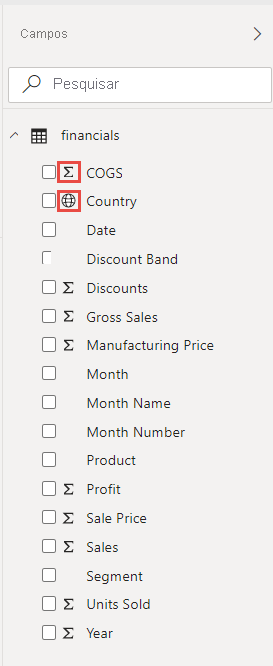 Campos
Pesquisar
financials
Σ COGS
Country
Date
Discount Band
Σ Discounts
Σ Gross Sales
Σ Manufacturing Price
Month
Month Name
Month Number
Product
Σ Profit
Σ Sale Price
Σ Sales
Segment
Σ Units Sold
Σ Year